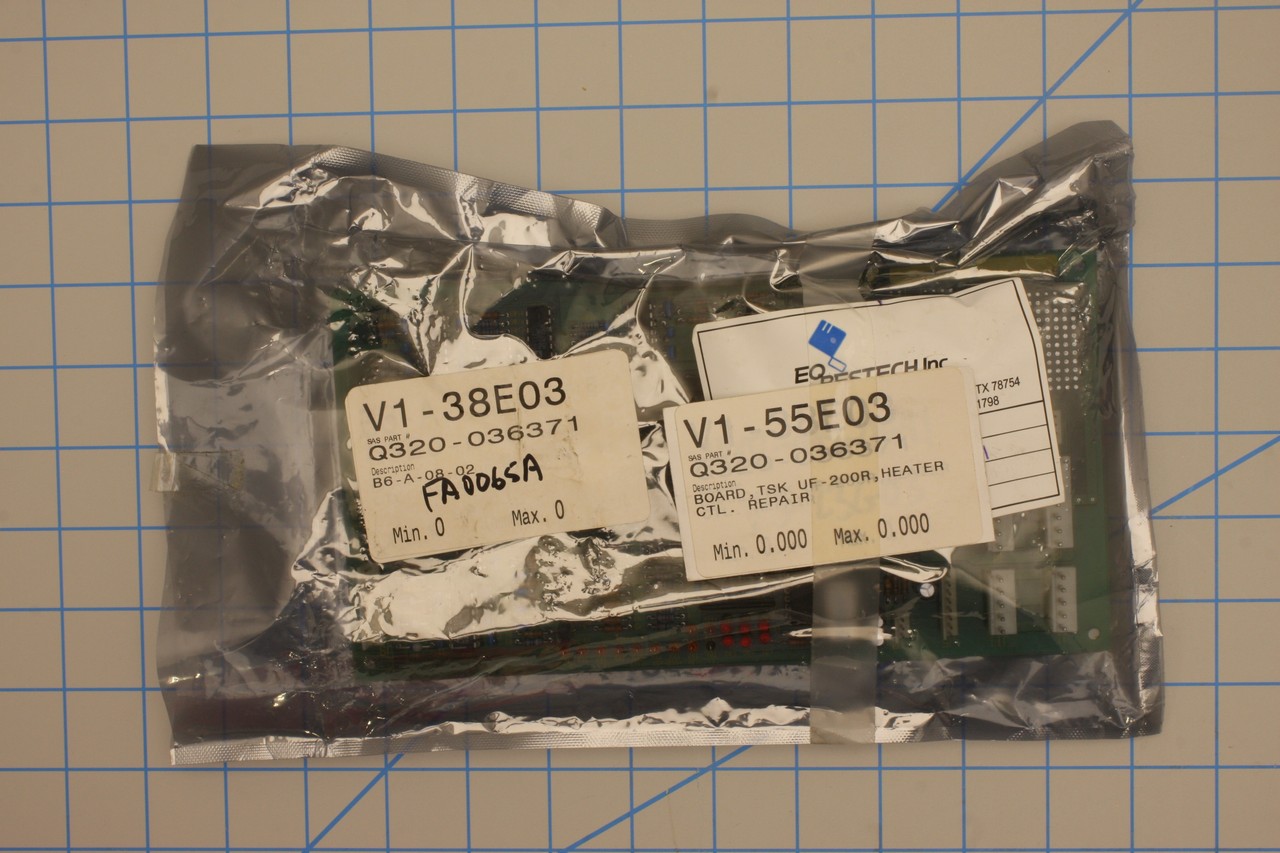 V1-38E03
SAS PART #
Q320-036371
Description
B6-A-08-02
FA0065A
Min. 0 Max. 0
RESTECH Inc
TX 78754
1798
V1-55E03
SAS PART #
Q320-036371
Description
BOARD,TSK UF-200R,HEATER
CTL. REPAIR
Min. 0.000 Max. 0.000